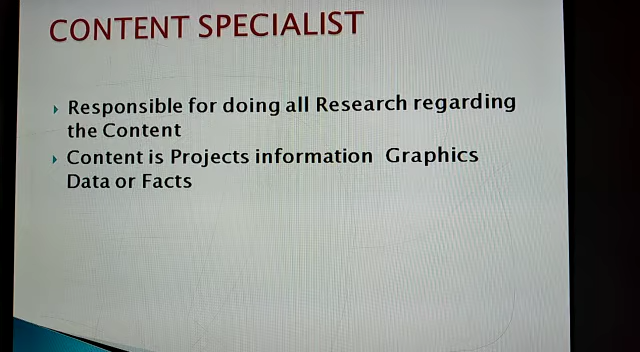 CONTENT SPECIALIST
Responsible for doing all Research regarding
the Content
Content is Projects information Graphics
Data or Facts